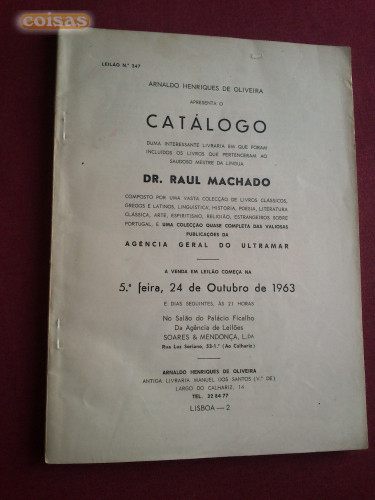 coisas
LEILÃO N.º 247
ARNALDO HENRIQUES DE OLIVEIRA
APRESENTA O
CATÁLOGO
DUMA INTERESSANTE LIVRARIA EM QUE FORAM
INCLUÍDOS OS LIVROS QUE PERTENCERAM AO
SAUDOSO MESTRE DA LÍNGUA
DR. RAUL MACHADO
COMPOSTO POR UMA VASTA COLECÇÃO DE LIVROS CLÁSSICOS,
GREGOS E LATINOS, LINGUÍSTICA, HISTÓRIA, POESIA, LITERATURA
CLÁSSICA, ARTE, ESPIRITISMO, RELIGIÃO, ESTRANGEIROS SOBRE
PORTUGAL, E UMA COLECÇÃO QUASE COMPLETA DAS VALIOSAS
PUBLICAÇÕES DA
AGENCIA GERAL DO ULTRAMAR
A VENDA EM LEILÃO COMEÇA NA
5.ª feira, 24 de Outubro de 1963
E DIAS SEGUINTES, ÀS 21 HORAS
No Salão do Palácio Ficalho
Da Agência de Leilões
SOARES & MENDONÇA, L.DA
Rua Luz Soriano, 53-1.º (Ao Calhariz)
ARNALDO HENRIQUES DE OLIVEIRA
ANTIGA LIVRARIA MANUEL DOS SANTOS (V.ª DE)
LARGO DO CALHARIZ, 14
TEL. 32 84 77
LISBOA — 2